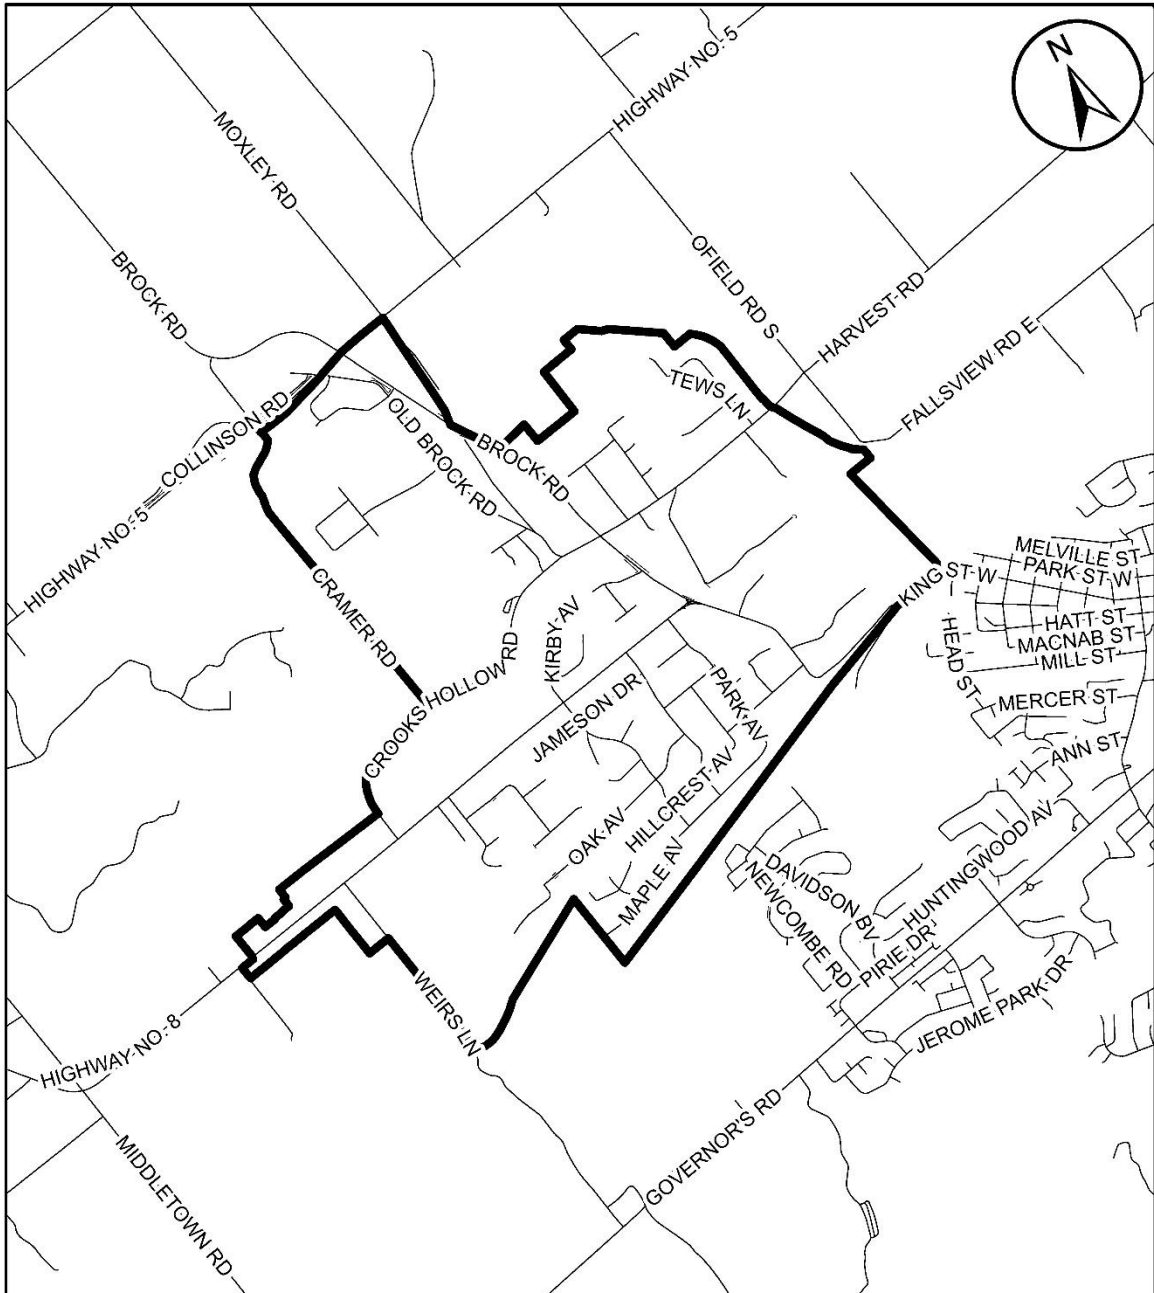 N
HIGHWAY NO. 5
MOXLEY RD
BROCK RD
OFIELD RD S
HARVEST RD
FALLSVIEW RD E
TEWS LN
COLLINSON RD
OLD BROCK RD
BROCK RD
HIGHWAY NO. 5
CRAMER RD
KING ST W
MELVILLE ST
PARK ST W
HATT ST
MACNAB ST
MILL ST
HEAD ST
MERCER ST
ANN ST
KIRBY AV
CROOKS HOLLOW RD
JAMESON DR
PARK AV
HILLCREST AV
OAK AV
MAPLE AV
DAVIDSON BV
NEWCOMBE RD
HUNTINGWOOD AV
PIRIE DR
JEROME PARK DR
WEIRS LN
HIGHWAY NO. 8
GOVERNOR'S RD
MIDDLETOWN RD